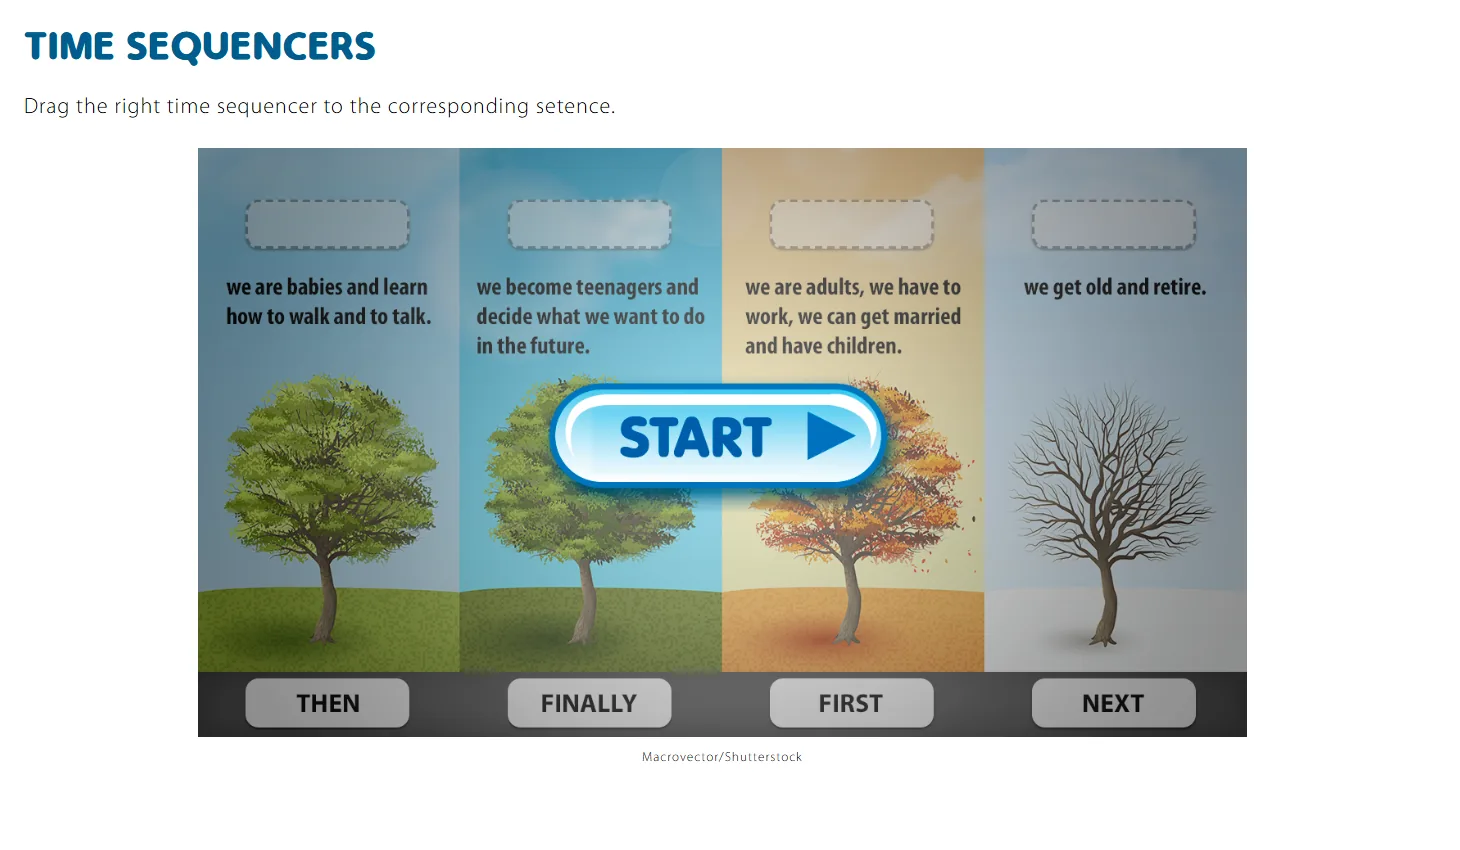 TIME SEQUENCERS
Drag the right time sequencer to the corresponding setence.
we are babies and learn
how to walk and to talk.
we become teenagers and
decide what we want to do
in the future.
we are adults, we have to
work, we can get married
and have children.
we get old and retire.
START
THEN
FINALLY
FIRST
NEXT
Macrovector/Shutterstock